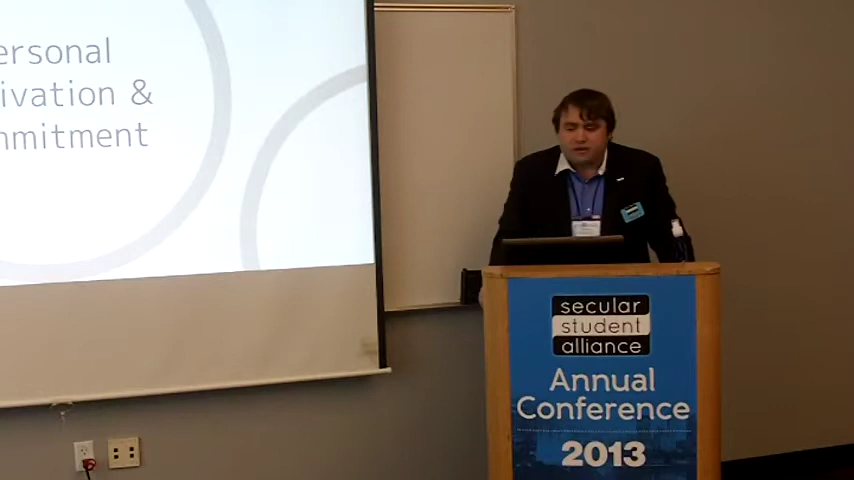 ersonal
ivation &
mmitment
secular
student
alliance
Annual
Conference
2013